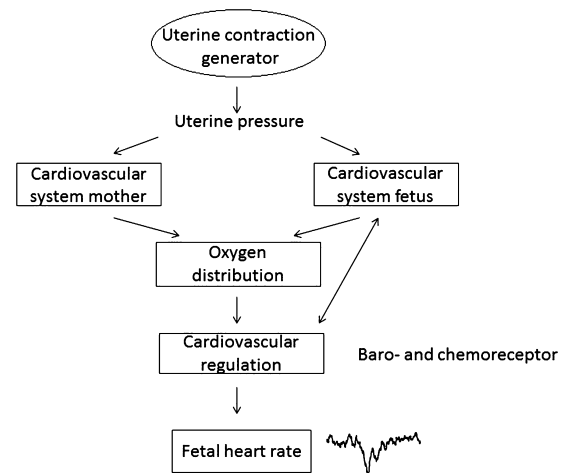 Uterine contraction
generator
Uterine pressure
Cardiovascular
system mother
Cardiovascular
system fetus
Oxygen
distribution
Cardiovascular
regulation
Baro- and chemoreceptor
Fetal heart rate